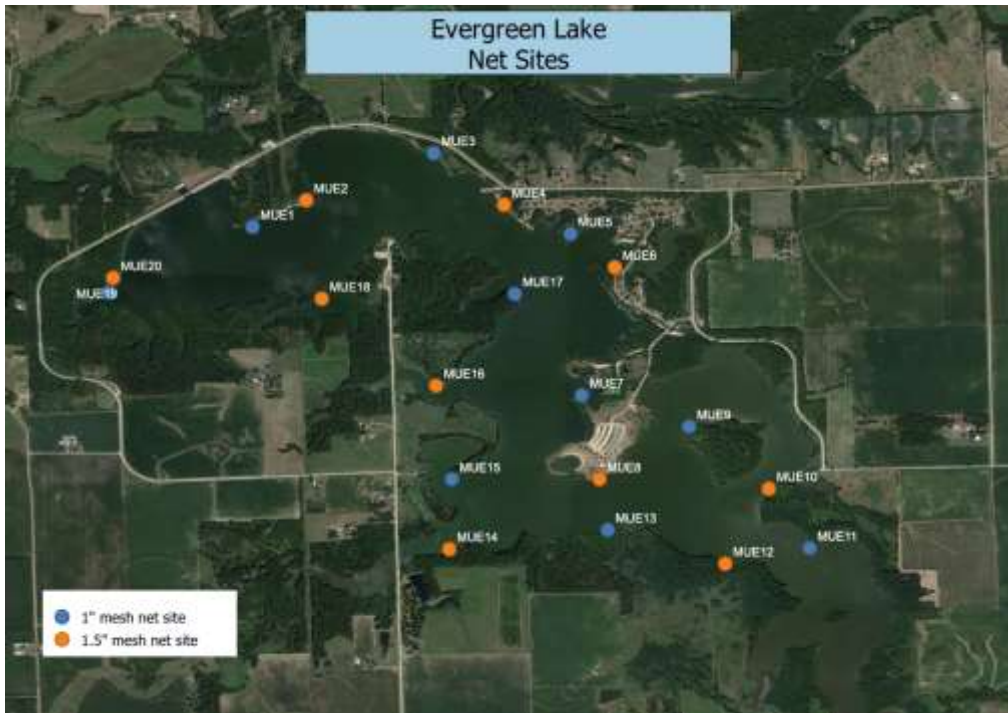 Evergreen Lake
Net Sites
MUE3
MUE2
MUE4
MUE1
MUE5
MUE6
MUE20
MUE19
MUE18
MUE17
MUE16
MUE7
MUE9
MUE15
MUE8
MUE10
MUE13
MUE14
MUE11
MUE12
1" mesh net site
1.5" mesh net site